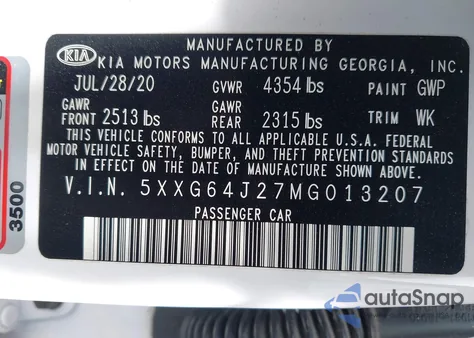 MANUFACTURED BY
KIA KIA MOTORS MANUFACTURING GEORGIA, INC.
JUL/28/20 GVWR 4354 lbs PAINT GWP
GAWR GAWR
FRONT 2513 lbs REAR 2315 lbs TRIM WK
THIS VEHICLE CONFORMS TO ALL APPLICABLE U.S.A. FEDERAL
MOTOR VEHICLE SAFETY, BUMPER, AND THEFT PREVENTION STANDARDS
IN EFFECT ON THE DATE OF MANUFACTURE SHOWN ABOVE.
V.I.N. 5XXG64J27MG013207
PASSENGER CAR
3500
autoSnap